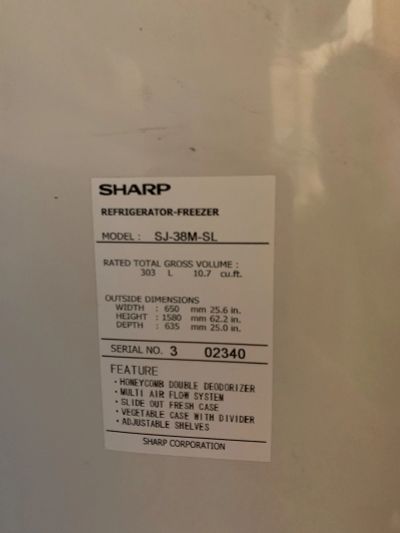 SHARP
REFRIGERATOR-FREEZER
MODEL : SJ-38M-SL
RATED TOTAL GROSS VOLUME :
303 L 10.7 cu.ft.
OUTSIDE DIMENSIONS
WIDTH : 650 mm 25.6 in.
HEIGHT : 1580 mm 62.2 in.
DEPTH : 635 mm 25.0 in.
SERIAL NO. 3 02340
FEATURE
・HONEYCOMB DOUBLE DEODORIZER
・MULTI AIR FLOW SYSTEM
・SLIDE OUT FRESH CASE
・VEGETABLE CASE WITH DIVIDER
・ADJUSTABLE SHELVES
SHARP CORPORATION